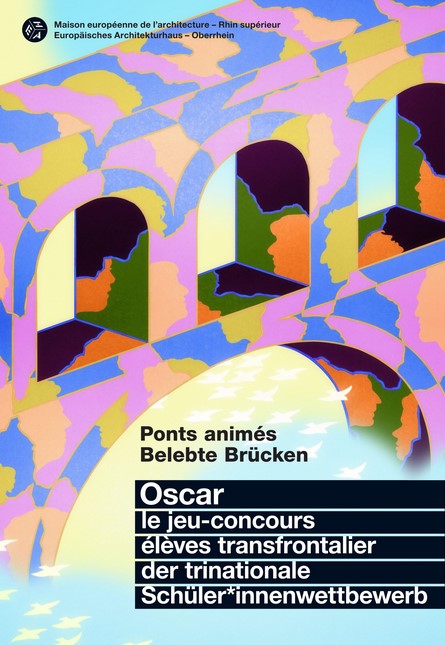 Maison européenne de l'architecture – Rhin supérieur
Europäisches Architekturhaus – Oberrhein
Ponts animés
Belebte Brücken
Oscar
le jeu-concours
élèves transfrontalier
der trinationale
Schüler*innenwettbewerb